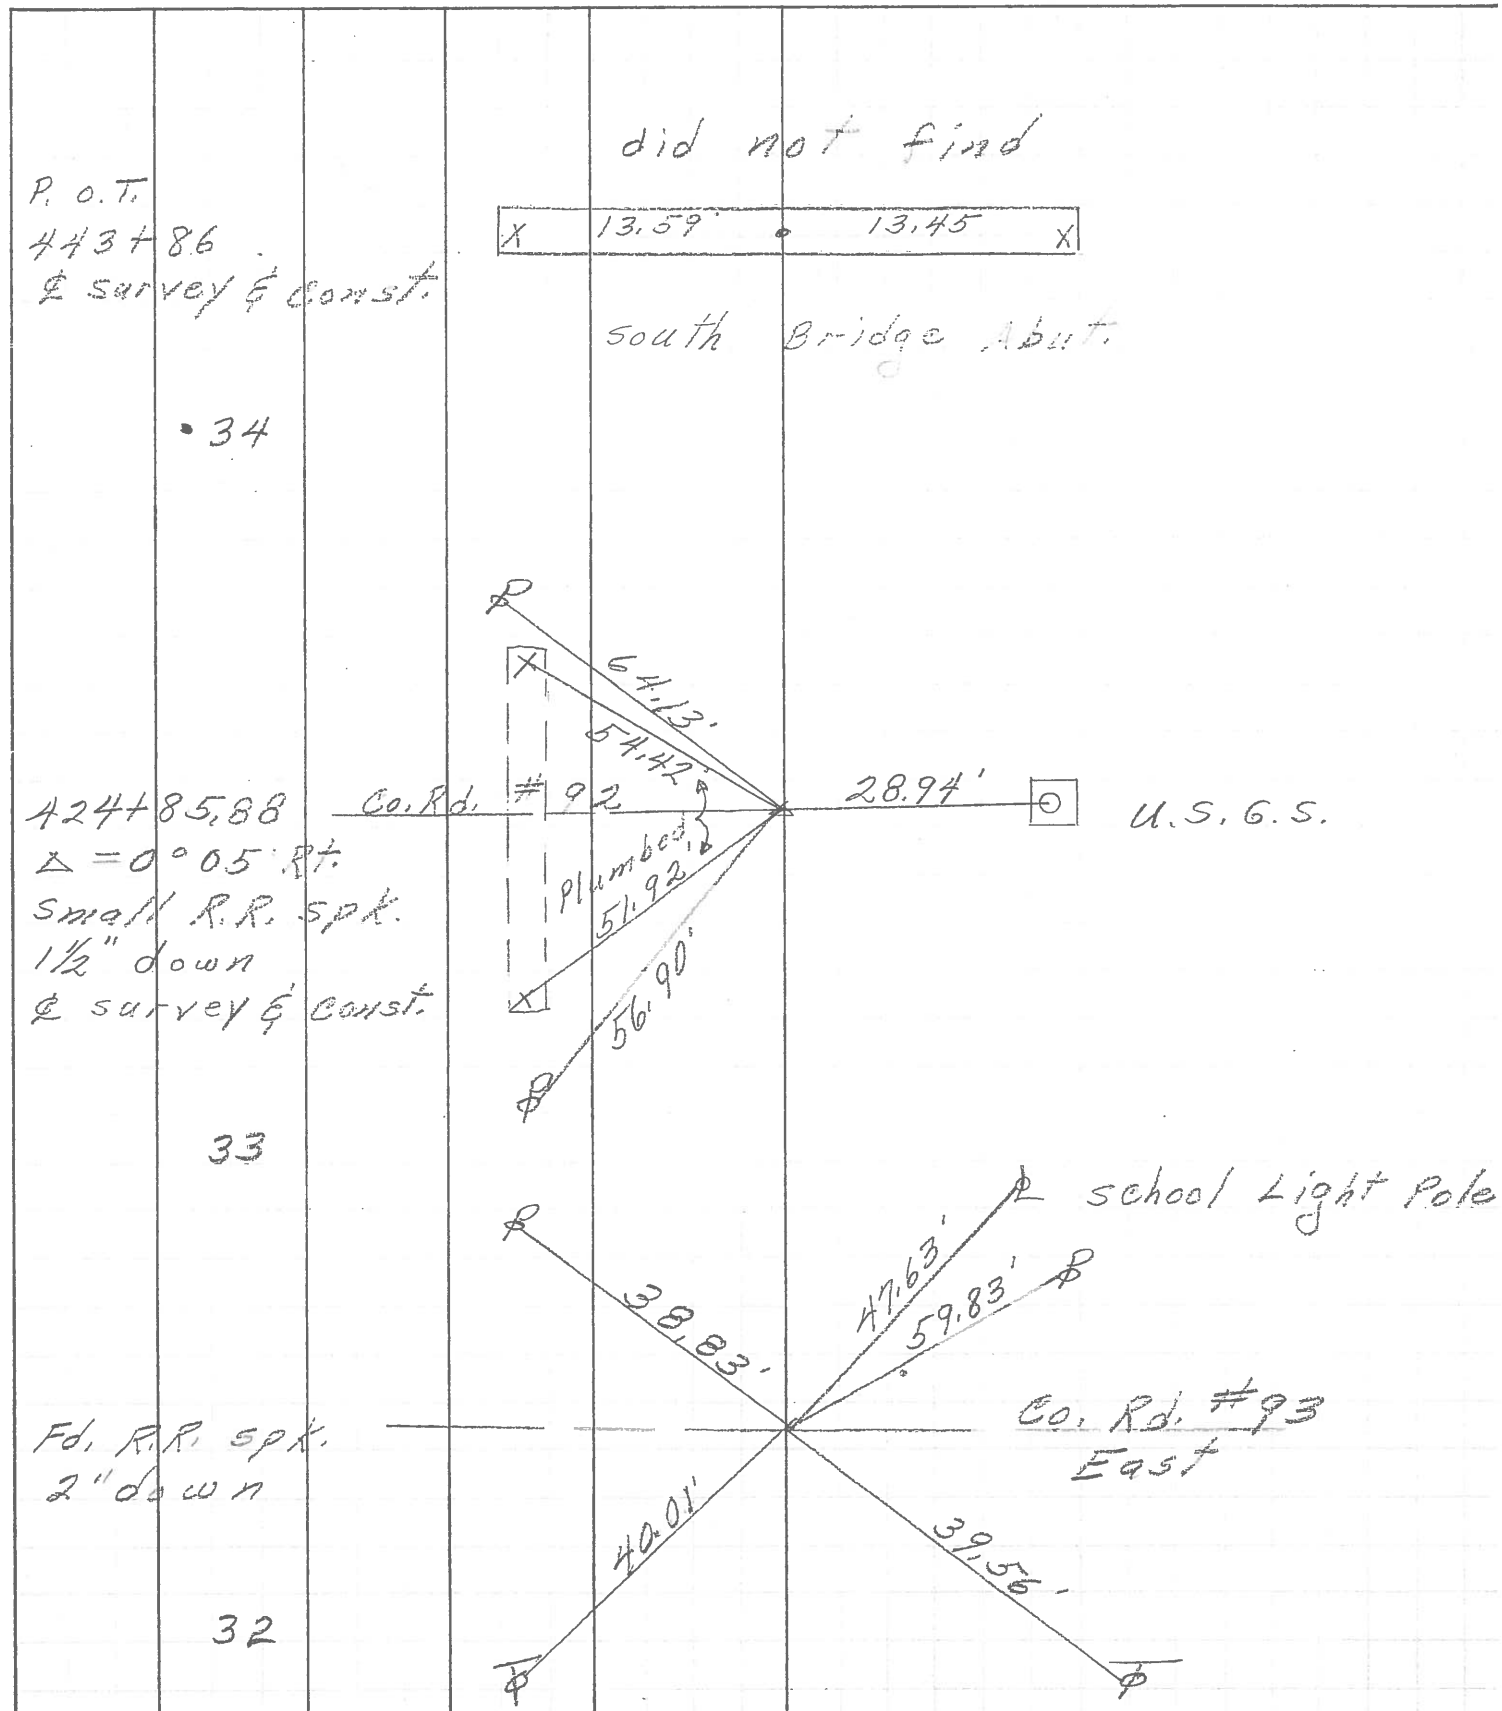 did not find
P. O. T.
443+86
℄ survey & const.
X 13.59' 13.45 X
South Bridge Abut.
• 34
64.13'
X
54.42'
424+85.88
Co. Rd. # 92
28.94'
U.S.G.S.
Δ = 0° 05' Rt.
Small R.R. spk.
1½" down
℄ survey & const.
Plumbed
51.92'
X
56.90'
33
School Light Pole
47.63'
59.83'
38.83'
Fd. R.R. spk.
2" down
Co. Rd. #93
East
40.01'
39.56'
32